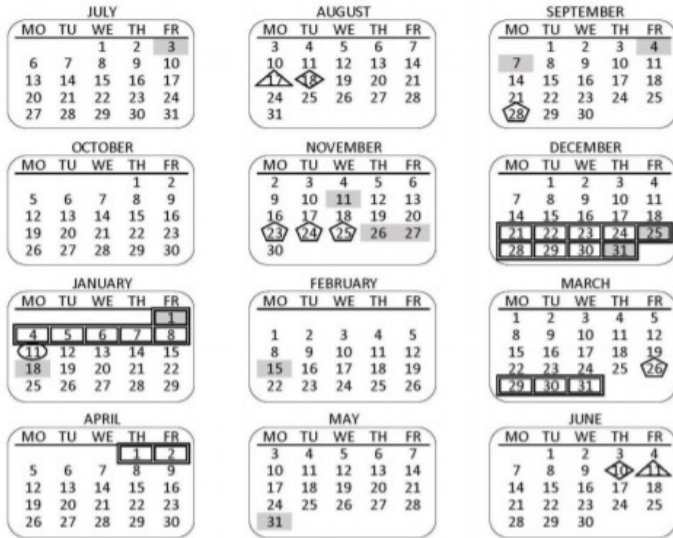 JULY
MO TU WE TH FR
1 2 3
6 7 8 9 10
13 14 15 16 17
20 21 22 23 24
27 28 29 30 31
AUGUST
MO TU WE TH FR
3 4 5 6 7
10 11 12 13 14
17 18 19 20 21
24 25 26 27 28
31
SEPTEMBER
MO TU WE TH FR
1 2 3 4
7 8 9 10 11
14 15 16 17 18
21 22 23 24 25
28 29 30
OCTOBER
MO TU WE TH FR
1 2
5 6 7 8 9
12 13 14 15 16
19 20 21 22 23
26 27 28 29 30
NOVEMBER
MO TU WE TH FR
2 3 4 5 6
9 10 11 12 13
16 17 18 19 20
23 24 25 26 27
30
DECEMBER
MO TU WE TH FR
1 2 3 4
7 8 9 10 11
14 15 16 17 18
21 22 23 24 25
28 29 30 31
JANUARY
MO TU WE TH FR
1
4 5 6 7 8
11 12 13 14 15
18 19 20 21 22
25 26 27 28 29
FEBRUARY
MO TU WE TH FR
1 2 3 4 5
8 9 10 11 12
15 16 17 18 19
22 23 24 25 26
MARCH
MO TU WE TH FR
1 2 3 4 5
8 9 10 11 12
15 16 17 18 19
22 23 24 25 26
29 30 31
APRIL
MO TU WE TH FR
1 2
5 6 7 8 9
12 13 14 15 16
19 20 21 22 23
26 27 28 29 30
MAY
MO TU WE TH FR
3 4 5 6 7
10 11 12 13 14
17 18 19 20 21
24 25 26 27 28
31
JUNE
MO TU WE TH FR
1 2 3 4
7 8 9 10 11
14 15 16 17 18
21 22 23 24 25
28 29 30